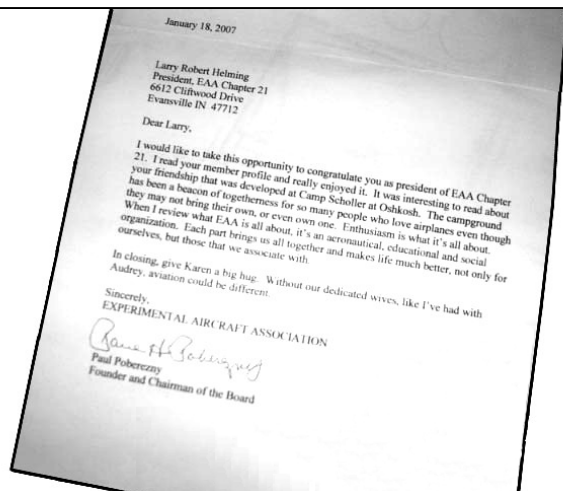 January 18, 2007
Larry Robert Helming
President, EAA Chapter 21
6612 Cliftwood Drive
Evansville IN 47712
Dear Larry,
I would like to take this opportunity to congratulate you as president of EAA Chapter
21. I read your member profile and really enjoyed it. It was interesting to read about
your friendship that was developed at Camp Scholler at Oshkosh. The campground
has been a beacon of togetherness for so many people who love airplanes even though
they may not bring their own, or even own one. Enthusiasm is what it's all about.
When I review what EAA is all about, it's an aeronautical, educational and social
organization. Each part brings us all together and makes life much better, not only for
ourselves, but those that we associate with.
In closing, give Karen a big hug. Without our dedicated wives, like I've had with
Audrey, aviation could be different.
Sincerely,
EXPERIMENTAL AIRCRAFT ASSOCIATION
Paul H Poberezny
Paul Poberezny
Founder and Chairman of the Board